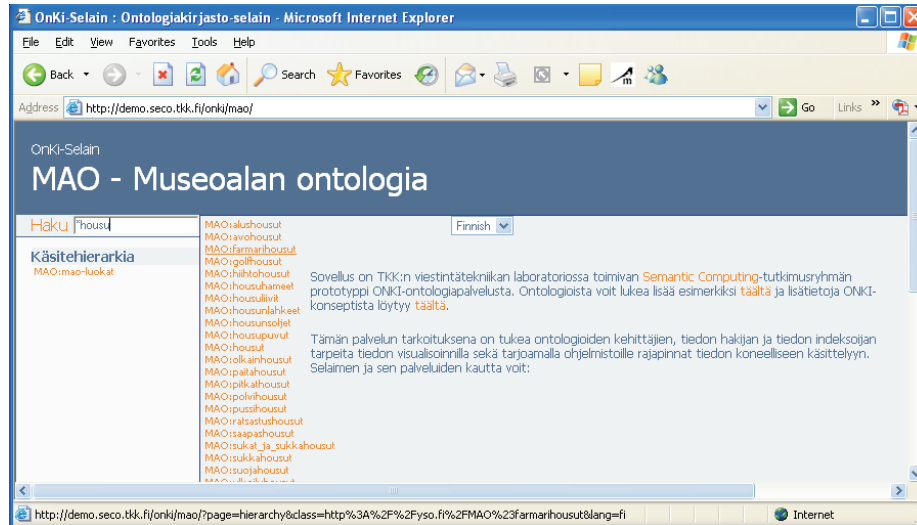 OnKi-Selain : Ontologiakirjasto-selain - Microsoft Internet Explorer
File Edit View Favorites Tools Help
Back Search Favorites
Address http://demo.seco.tkk.fi/onki/mao/ Go Links »
OnKi-Selain
MAO - Museoalan ontologia
Haku *housu
Finnish
Käsitehierarkia
MAO:mao-luokat
MAO:alushousut
MAO:avohousut
MAO:farmarihousut
MAO:golfhousut
MAO:hiihtohousut
MAO:housuhameet
MAO:housuliivit
MAO:housunlahkeet
MAO:housunsoljet
MAO:housupuvut
MAO:housut
MAO:olkainhousut
MAO:paitahousut
MAO:pitkathousut
MAO:polvihousut
MAO:pussihousut
MAO:ratsastushousut
MAO:saapashousut
MAO:sukat_ja_sukkahousut
MAO:sukkahousut
MAO:suojahousut
Sovellus on TKK:n viestintätekniikan laboratoriossa toimivan Semantic Computing-tutkimusryhmän
prototyppi ONKI-ontologiapalvelusta. Ontologioista voit lukea lisää esimerkiksi täältä ja lisätietoja ONKI-
konseptista löytyy täältä.
Tämän palvelun tarkoituksena on tukea ontologioiden kehittäjien, tiedon hakijan ja tiedon indeksoijan
tarpeita tiedon visualisoinnilla sekä tarjoamalla ohjelmistoille rajapinnat tiedon koneelliseen käsittelyyn.
Selaimen ja sen palveluiden kautta voit:
http://demo.seco.tkk.fi/onki/mao/?page=hierarchy&class=http%3A%2F%2Fyso.fi%2FMAO%23farmarihousut&lang=fi Internet